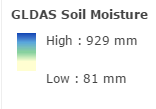 GLDAS Soil Moisture
High : 929 mm
Low : 81 mm